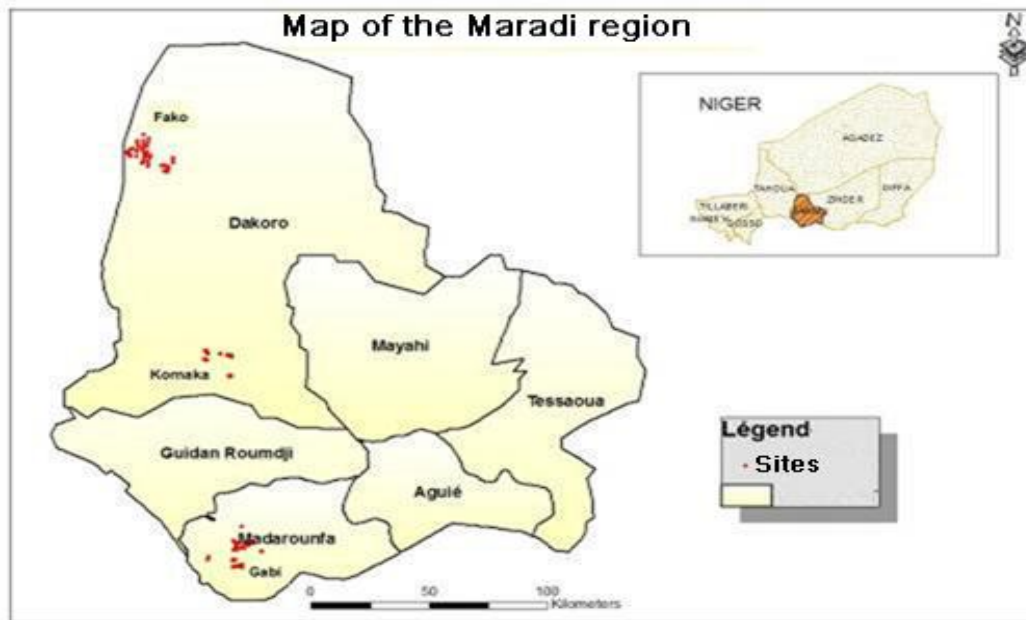 Map of the Maradi region
N
NIGER
AGADEZ
TAHOUA
DIFFA
ZINDER
TILLABERI
DOSSO
Fako
Dakoro
Mayahi
Komaka
Tessaoua
Guidan Roumdji
Aguié
Madarounfa
Gabi
Légend
Sites
0 50 100
Kilometers